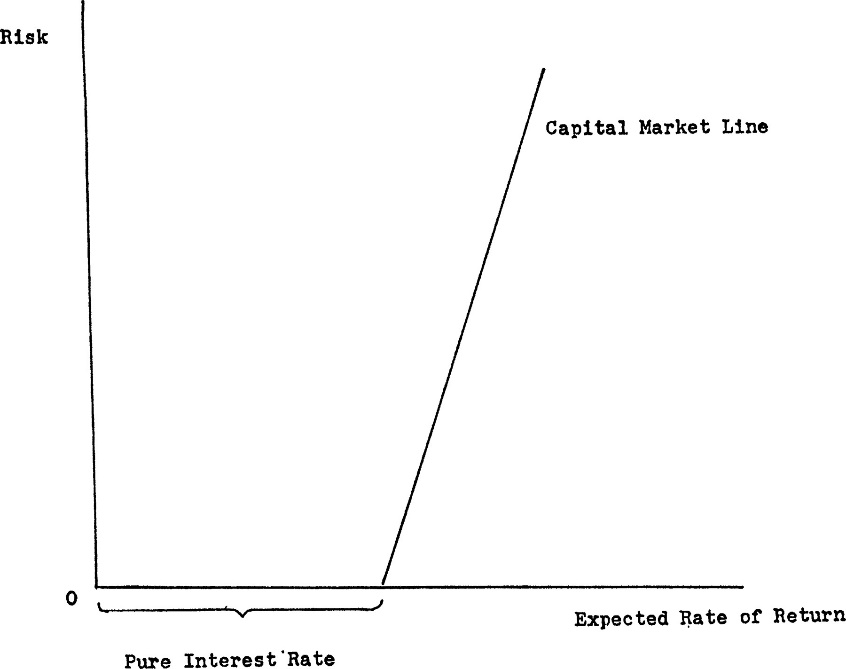 Risk
Capital Market Line
0
Expected Rate of Return
Pure Interest Rate